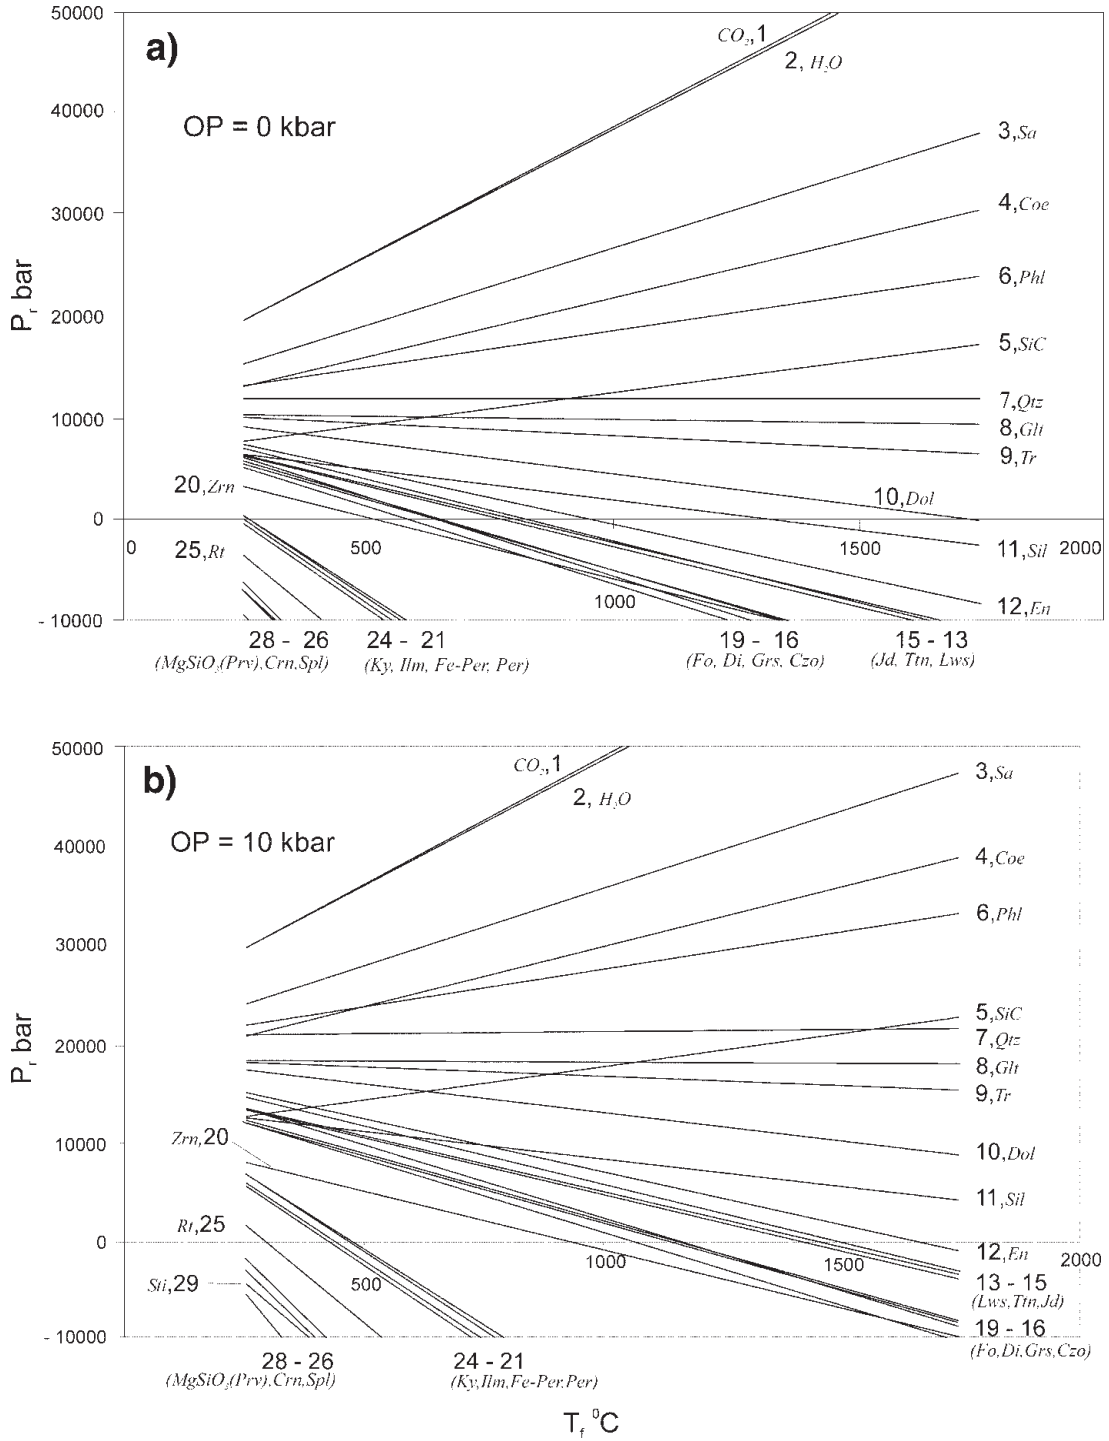 50000
a)
CO₂,1
2, H₂O
40000
OP = 0 kbar
3,Sa
4,Coe
30000
6,Phl
Pᵣ bar
20000
5,SiC
7,Qtz
10000
8,Glt
9,Tr
20,Zrn
10,Dol
0
25,Rt
0 500 1000 1500 2000
11,Sil
12,En
- 10000
28 - 26 24 - 21 19 - 16 15 - 13
(MgSiO₃(Prv),Crn,Spl) (Ky, Ilm, Fe-Per, Per) (Fo, Di, Grs, Czo) (Jd, Ttn, Lws)
50000
b)
CO₂,1
2, H₂O
3,Sa
OP = 10 kbar
40000
4,Coe
6,Phl
30000
5,SiC
Pᵣ bar
20000
7,Qtz
8,Glt
9,Tr
10000
Zrn,20
10,Dol
11,Sil
Rt,25
0
12,En
500 1000 1500 2000
Sti,29
13 - 15
(Lws,Ttn,Jd)
- 10000
19 - 16
(Fo,Di,Grs,Czo)
28 - 26 24 - 21
(MgSiO₃(Prv),Crn,Spl) (Ky,Ilm,Fe-Per,Per)
T_f ⁰C